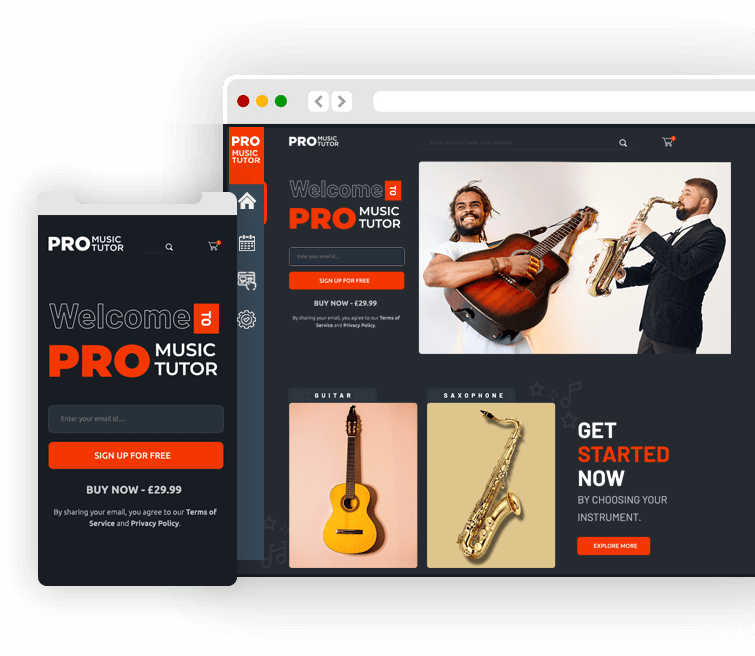 PRO
MUSIC
TUTOR
PRO MUSIC
TUTOR
Welcome TO
PRO MUSIC
TUTOR
Enter your email id....
SIGN UP FOR FREE
BUY NOW - £29.99
By sharing your email, you agree to our Terms of
Service and Privacy Policy.
GUITAR
SAXOPHONE
GET
STARTED
NOW
BY CHOOSING YOUR
INSTRUMENT.
EXPLORE MORE
PRO MUSIC
TUTOR
Welcome TO
PRO MUSIC
TUTOR
Enter your email id....
SIGN UP FOR FREE
BUY NOW - £29.99
By sharing your email, you agree to our Terms of
Service and Privacy Policy.